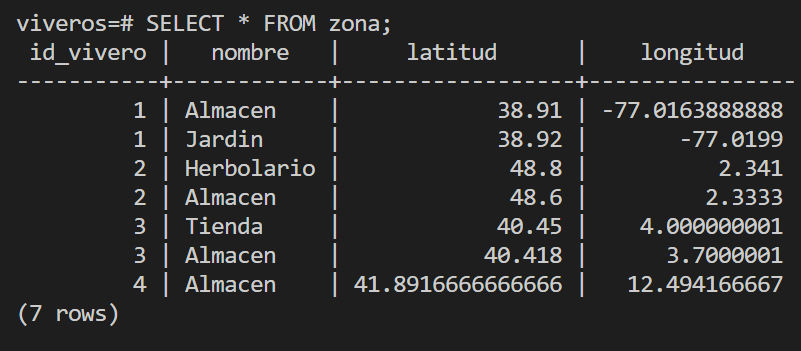 viveros=# SELECT * FROM zona;
 id_vivero |   nombre   |     latitud      |    longitud
-----------+------------+------------------+----------------
         1 | Almacen    |            38.91 | -77.0163888888
         1 | Jardin     |            38.92 |       -77.0199
         2 | Herbolario |             48.8 |          2.341
         2 | Almacen    |             48.6 |         2.3333
         3 | Tienda     |            40.45 |    4.000000001
         3 | Almacen    |           40.418 |      3.7000001
         4 | Almacen    | 41.8916666666666 |   12.494166667
(7 rows)